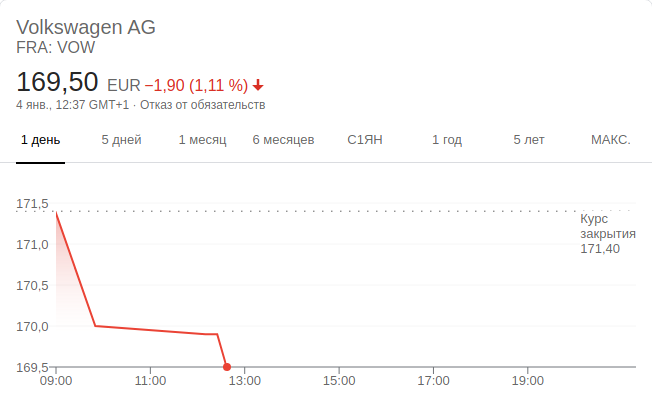 Volkswagen AG
FRA: VOW
169,50 EUR −1,90 (1,11 %)
4 янв., 12:37 GMT+1 · Отказ от обязательств
1 день 5 дней 1 месяц 6 месяцев С1ЯН 1 год 5 лет МАКС.
171,5
Курс
закрытия
171,40
171,0
170,5
170,0
169,5
09:00 11:00 13:00 15:00 17:00 19:00